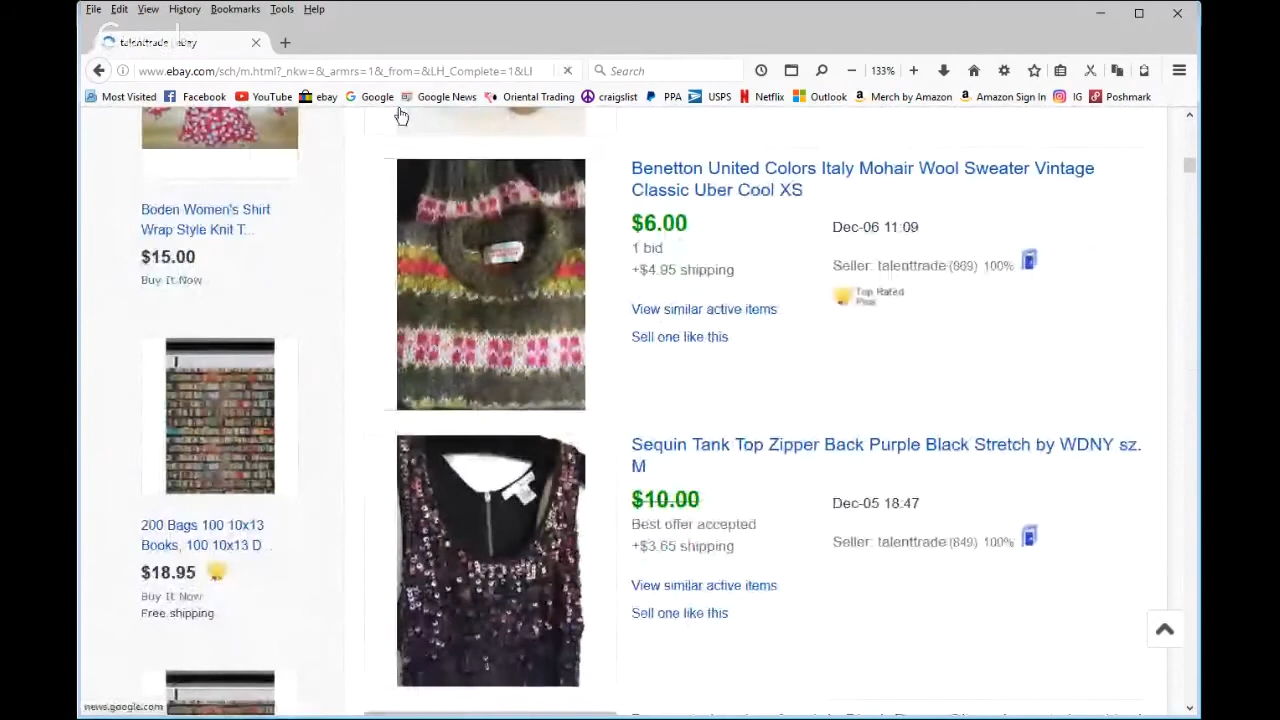 File Edit View History Bookmarks Tools Help
talenttrade | eBay
www.ebay.com/sch/m.html?_nkw=&_armrs=1&_from=&LH_Complete=1&LI
Search
133%
Most Visited Facebook YouTube ebay Google Google News Oriental Trading craigslist PPA USPS Netflix Outlook Merch by Amazon Amazon Sign In IG Poshmark
Boden Women's Shirt
Wrap Style Knit T...
$15.00
Buy It Now
200 Bags 100 10x13
Books, 100 10x13 D...
$18.95
Buy It Now
Free shipping
Benetton United Colors Italy Mohair Wool Sweater Vintage
Classic Uber Cool XS
$6.00
1 bid
+$4.95 shipping
Dec-06 11:09
Seller: talenttrade (869) 100%
Top Rated
Plus
View similar active items
Sell one like this
Sequin Tank Top Zipper Back Purple Black Stretch by WDNY sz.
M
$10.00
Best offer accepted
+$3.65 shipping
Dec-05 18:47
Seller: talenttrade (849) 100%
View similar active items
Sell one like this
news.google.com